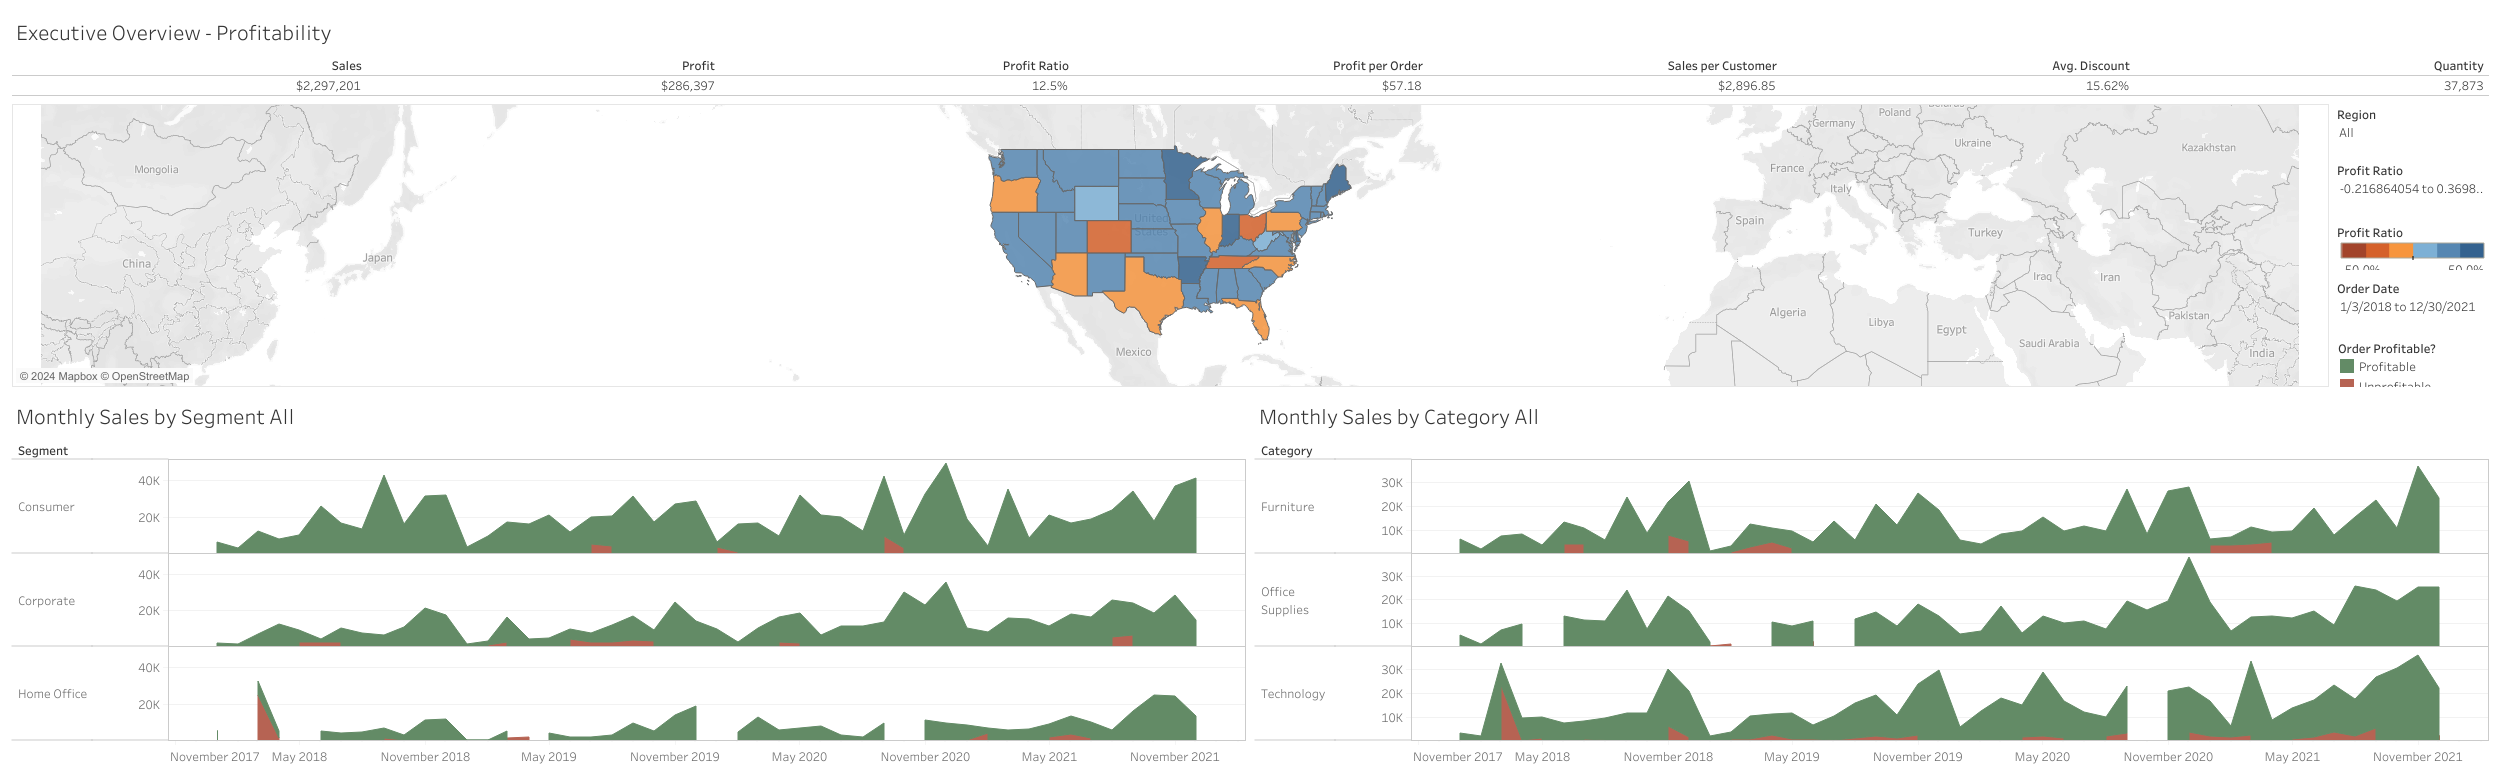 Executive Overview - Profitability
Sales Profit Profit Ratio Profit per Order Sales per Customer Avg. Discount Quantity
$2,297,201 $286,397 12.5% $57.18 $2,896.85 15.62% 37,873
Mongolia
China
Japan
United
States
Mexico
Germany
Poland
Belarus
Ukraine
France
Italy
Spain
Turkey
Kazakhstan
Iraq
Iran
Algeria
Libya
Egypt
Saudi Arabia
Pakistan
India
© 2024 Mapbox © OpenStreetMap
Region
All
Profit Ratio
-0.216864054 to 0.3698..
Profit Ratio
-50.0% 50.0%
Order Date
1/3/2018 to 12/30/2021
Order Profitable?
Profitable
Unprofitable
Monthly Sales by Segment All
Segment
Consumer
40K
20K
Corporate
40K
20K
Home Office
40K
20K
November 2017 May 2018 November 2018 May 2019 November 2019 May 2020 November 2020 May 2021 November 2021
Monthly Sales by Category All
Category
Furniture
30K
20K
10K
Office
Supplies
30K
20K
10K
Technology
30K
20K
10K
November 2017 May 2018 November 2018 May 2019 November 2019 May 2020 November 2020 May 2021 November 2021